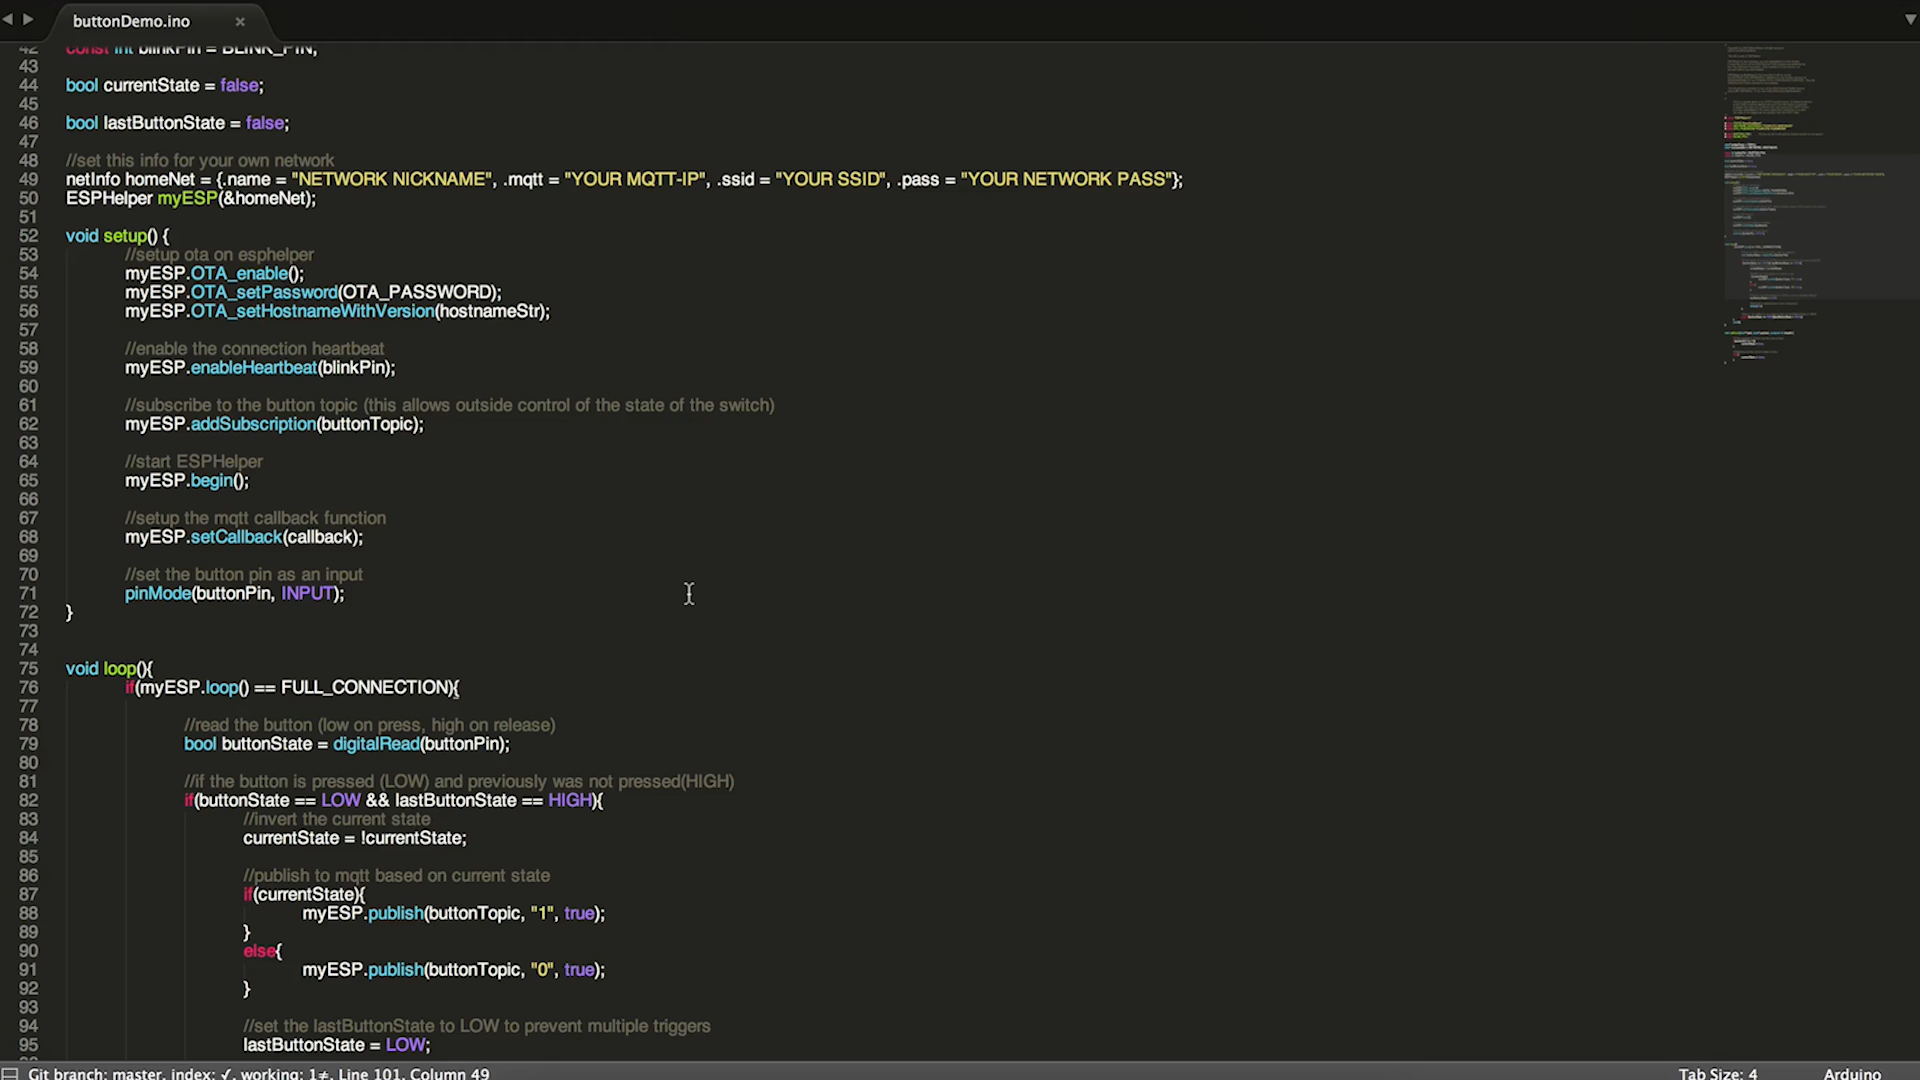 buttonDemo.ino ×
42 const int blinkPin = BLINK_PIN;
43
44 bool currentState = false;
45
46 bool lastButtonState = false;
47
48 //set this info for your own network
49 netInfo homeNet = {.name = "NETWORK NICKNAME", .mqtt = "YOUR MQTT-IP", .ssid = "YOUR SSID", .pass = "YOUR NETWORK PASS"};
50 ESPHelper myESP(&homeNet);
51
52 void setup() {
53 //setup ota on esphelper
54 myESP.OTA_enable();
55 myESP.OTA_setPassword(OTA_PASSWORD);
56 myESP.OTA_setHostnameWithVersion(hostnameStr);
57
58 //enable the connection heartbeat
59 myESP.enableHeartbeat(blinkPin);
60
61 //subscribe to the button topic (this allows outside control of the state of the switch)
62 myESP.addSubscription(buttonTopic);
63
64 //start ESPHelper
65 myESP.begin();
66
67 //setup the mqtt callback function
68 myESP.setCallback(callback);
69
70 //set the button pin as an input
71 pinMode(buttonPin, INPUT);
72 }
73
74
75 void loop(){
76 if(myESP.loop() == FULL_CONNECTION){
77
78 //read the button (low on press, high on release)
79 bool buttonState = digitalRead(buttonPin);
80
81 //if the button is pressed (LOW) and previously was not pressed(HIGH)
82 if(buttonState == LOW && lastButtonState == HIGH){
83 //invert the current state
84 currentState = !currentState;
85
86 //publish to mqtt based on current state
87 if(currentState){
88 myESP.publish(buttonTopic, "1", true);
89 }
90 else{
91 myESP.publish(buttonTopic, "0", true);
92 }
93
94 //set the lastButtonState to LOW to prevent multiple triggers
95 lastButtonState = LOW;
Git branch: master, index: ✓, working: 1≠, Line 101, Column 49 Tab Size: 4 Arduino